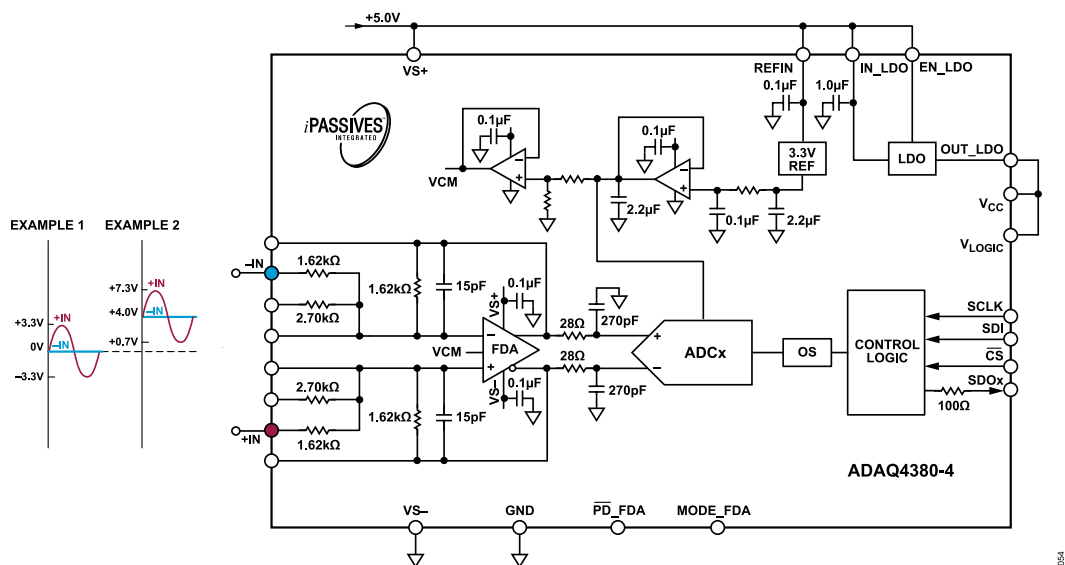 +5.0V
VS+
REFIN
IN_LDO
EN_LDO
0.1µF
1.0µF
iPASSIVES™
INTEGRATED
0.1µF
0.1µF
3.3V
REF
LDO
OUT_LDO
VCM
2.2µF
0.1µF
2.2µF
VCC
VLOGIC
EXAMPLE 1
EXAMPLE 2
+7.3V
+IN
+4.0V
–IN
+0.7V
+3.3V
+IN
0V
–IN
–3.3V
–IN
1.62kΩ
2.70kΩ
1.62kΩ
15pF
VS+
0.1µF
28Ω
270pF
VCM
–
FDA
+
28Ω
270pF
VS–
0.1µF
+
ADCx
–
OS
CONTROL
LOGIC
SCLK
SDI
CS
SDOx
100Ω
2.70kΩ
1.62kΩ
15pF
+IN
1.62kΩ
ADAQ4380-4
VS–
GND
PD_FDA
MODE_FDA
054